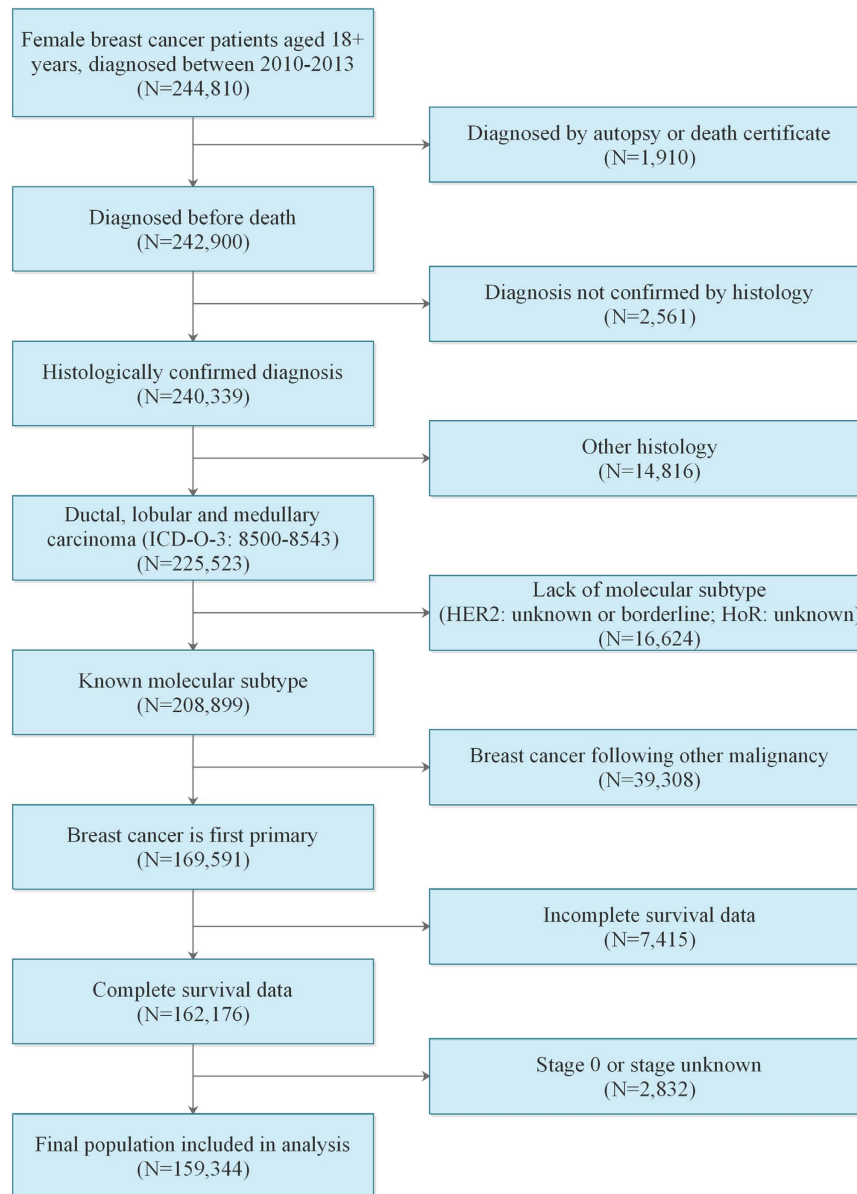 Female breast cancer patients aged 18+
years, diagnosed between 2010-2013
(N=244,810)
Diagnosed by autopsy or death certificate
(N=1,910)
Diagnosed before death
(N=242,900)
Diagnosis not confirmed by histology
(N=2,561)
Histologically confirmed diagnosis
(N=240,339)
Other histology
(N=14,816)
Ductal, lobular and medullary
carcinoma (ICD-O-3: 8500-8543)
(N=225,523)
Lack of molecular subtype
(HER2: unknown or borderline; HoR: unknown)
(N=16,624)
Known molecular subtype
(N=208,899)
Breast cancer following other malignancy
(N=39,308)
Breast cancer is first primary
(N=169,591)
Incomplete survival data
(N=7,415)
Complete survival data
(N=162,176)
Stage 0 or stage unknown
(N=2,832)
Final population included in analysis
(N=159,344)